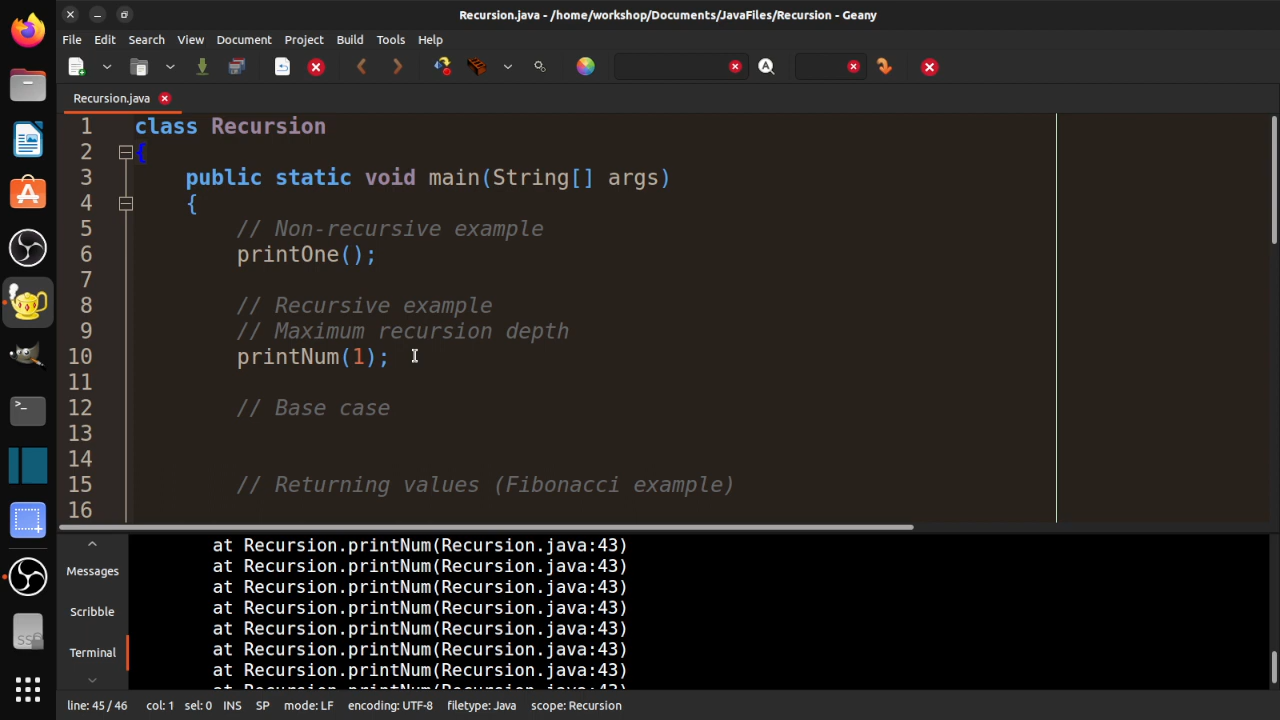 Recursion.java - /home/workshop/Documents/JavaFiles/Recursion - Geany
File Edit Search View Document Project Build Tools Help
Recursion.java
1 class Recursion
2 {
3 public static void main(String[] args)
4 {
5 // Non-recursive example
6 printOne();
7
8 // Recursive example
9 // Maximum recursion depth
10 printNum(1);
11
12 // Base case
13
14
15 // Returning values (Fibonacci example)
16
Messages
Scribble
Terminal
at Recursion.printNum(Recursion.java:43)
at Recursion.printNum(Recursion.java:43)
at Recursion.printNum(Recursion.java:43)
at Recursion.printNum(Recursion.java:43)
at Recursion.printNum(Recursion.java:43)
at Recursion.printNum(Recursion.java:43)
at Recursion.printNum(Recursion.java:43)
at Recursion.printNum(Recursion.java:43)
line: 45 / 46 col: 1 sel: 0 INS SP mode: LF encoding: UTF-8 filetype: Java scope: Recursion